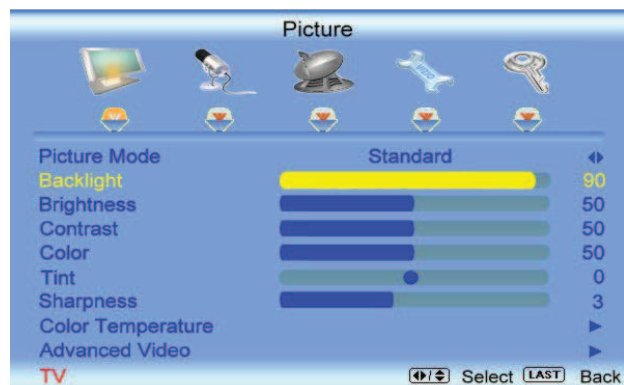 Picture
Picture Mode Standard
Backlight 90
Brightness 50
Contrast 50
Color 50
Tint 0
Sharpness 3
Color Temperature
Advanced Video
TV Select LAST Back